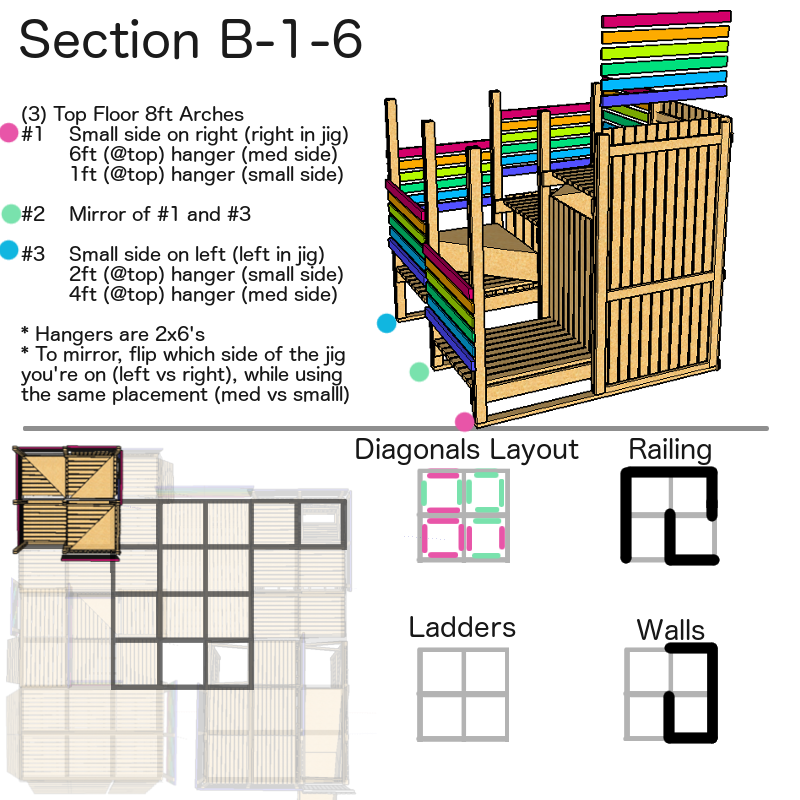 Section B-1-6
(3) Top Floor 8ft Arches
#1 Small side on right (right in jig)
6ft (@top) hanger (med side)
1ft (@top) hanger (small side)
#2 Mirror of #1 and #3
#3 Small side on left (left in jig)
2ft (@top) hanger (small side)
4ft (@top) hanger (med side)
* Hangers are 2x6's
* To mirror, flip which side of the jig
you're on (left vs right), while using
the same placement (med vs smalll)
Diagonals Layout
Railing
Ladders
Walls